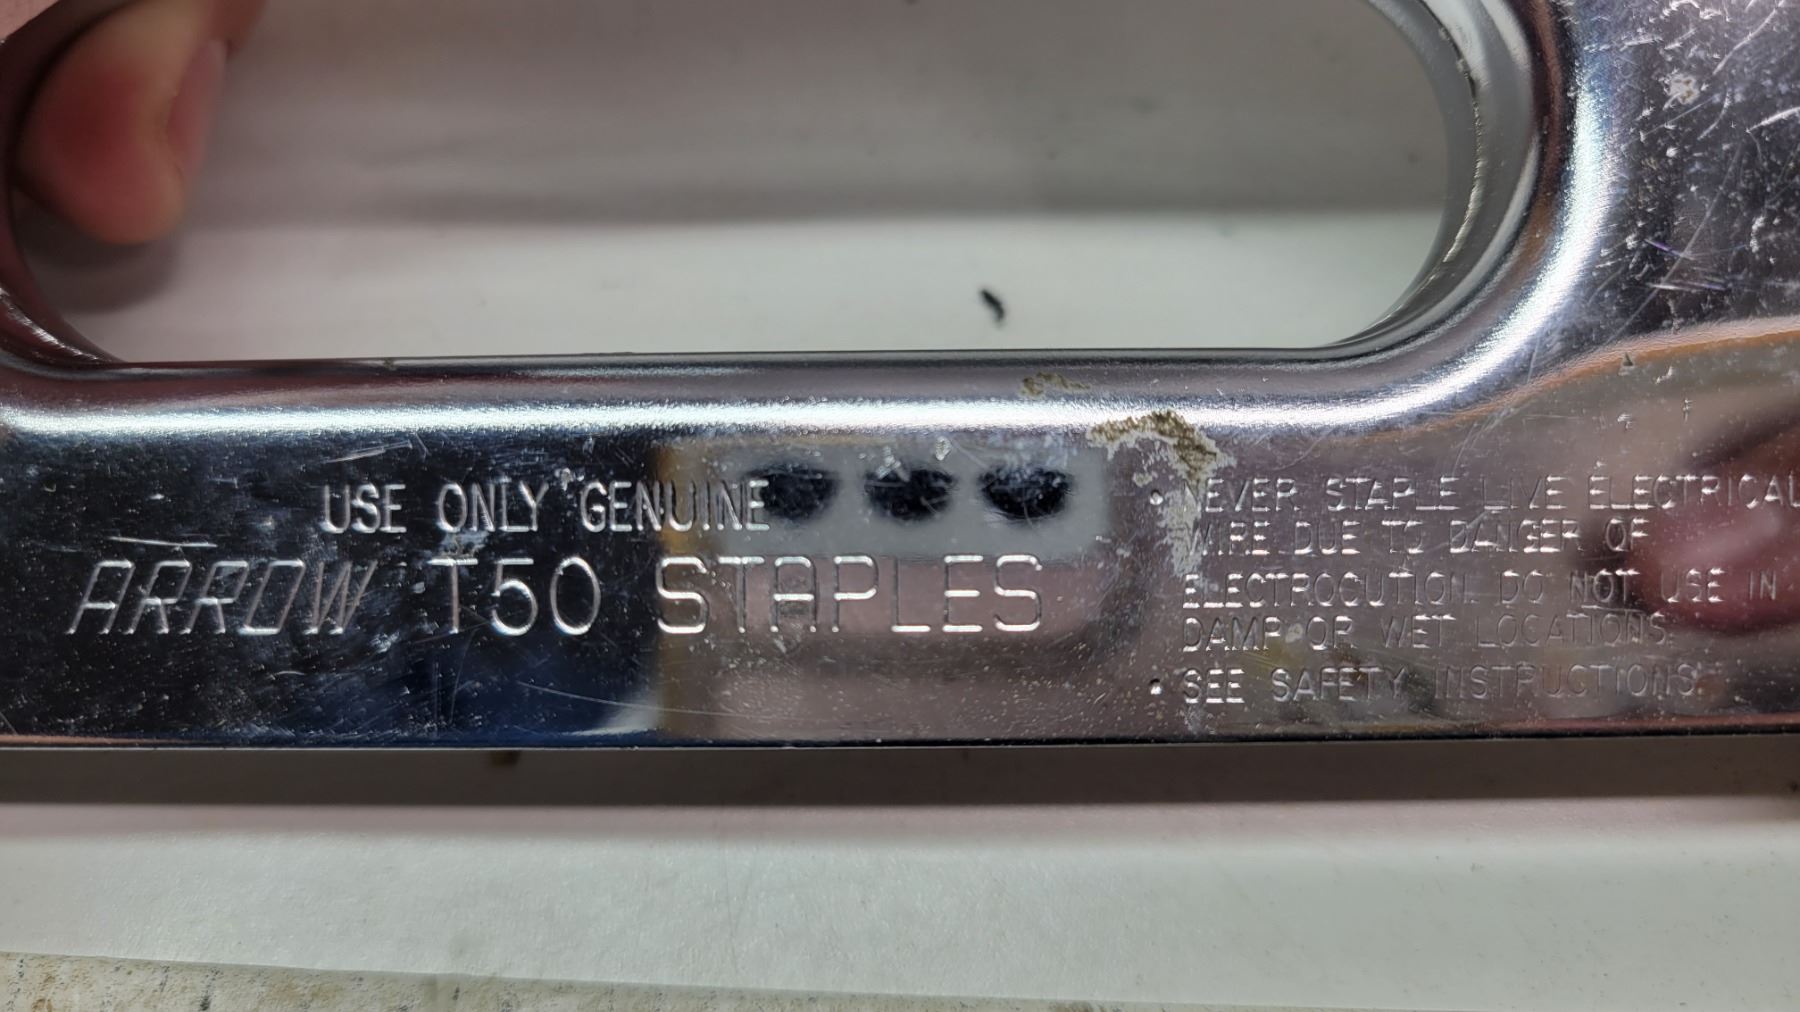 USE ONLY GENUINE
ARROW T50 STAPLES
• NEVER STAPLE LIVE ELECTRICAL
WIRE DUE TO DANGER OF
ELECTROCUTION. DO NOT USE IN
DAMP OR WET LOCATIONS.
• SEE SAFETY INSTRUCTIONS.